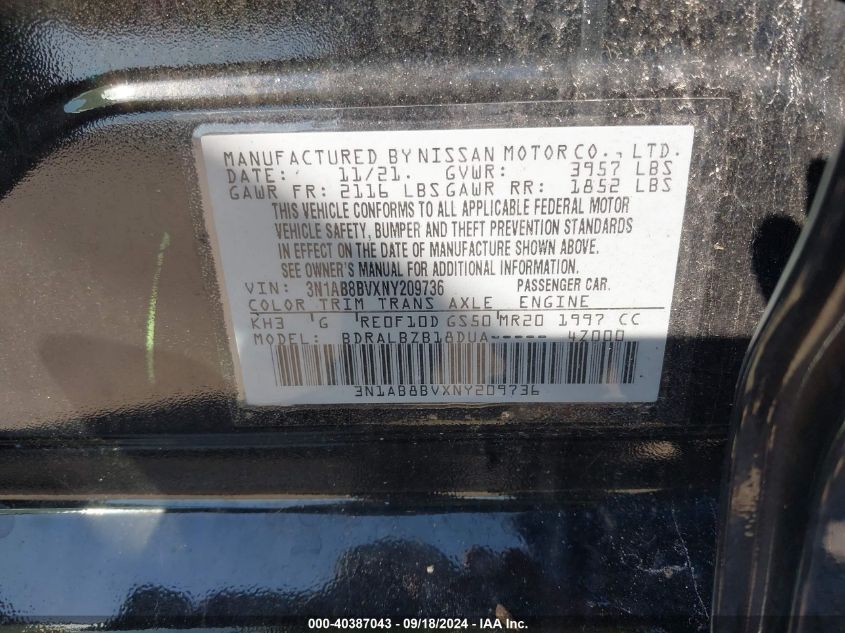 MANUFACTURED BY NISSAN MOTOR CO., LTD.
DATE: 11/21. GVWR: 3957 LBS
GAWR FR: 2116 LBS GAWR RR: 1852 LBS
THIS VEHICLE CONFORMS TO ALL APPLICABLE FEDERAL MOTOR
VEHICLE SAFETY, BUMPER AND THEFT PREVENTION STANDARDS
IN EFFECT ON THE DATE OF MANUFACTURE SHOWN ABOVE.
SEE OWNER'S MANUAL FOR ADDITIONAL INFORMATION.
VIN: 3N1AB8BVXNY209736 PASSENGER CAR.
COLOR TRIM TRANS AXLE ENGINE
KH3 G RE0F10D GS50 MR20 1997 CC
MODEL: BDRALBZB18DUA----- 4Z000
3N1AB8BVXNY209736
000-40387043 - 09/18/2024 - IAA Inc.